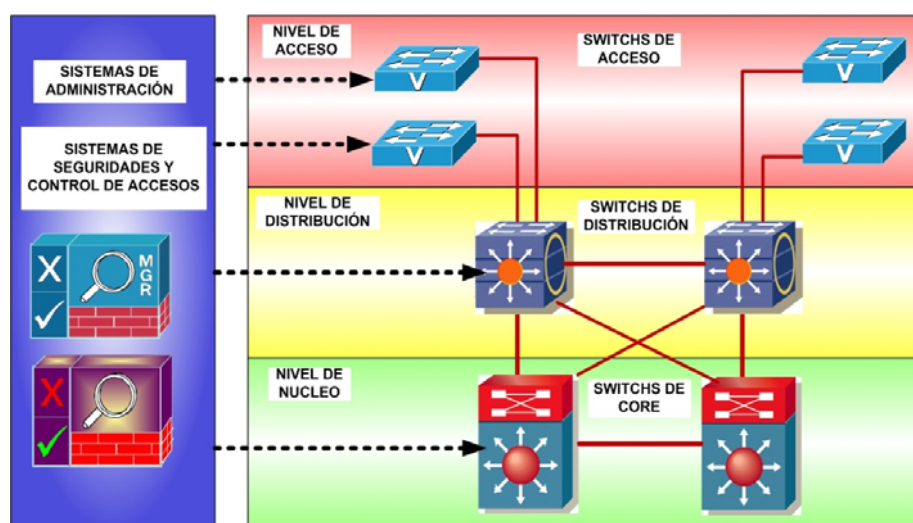 SISTEMAS DE
ADMINISTRACIÓN
SISTEMAS DE
SEGURIDADES Y
CONTROL DE ACCESOS
M
G
R
NIVEL DE
ACCESO
SWITCHS DE
ACCESO
V
V
V
V
NIVEL DE
DISTRIBUCIÓN
SWITCHS DE
DISTRIBUCIÓN
NIVEL DE
NUCLEO
SWITCHS DE
CORE